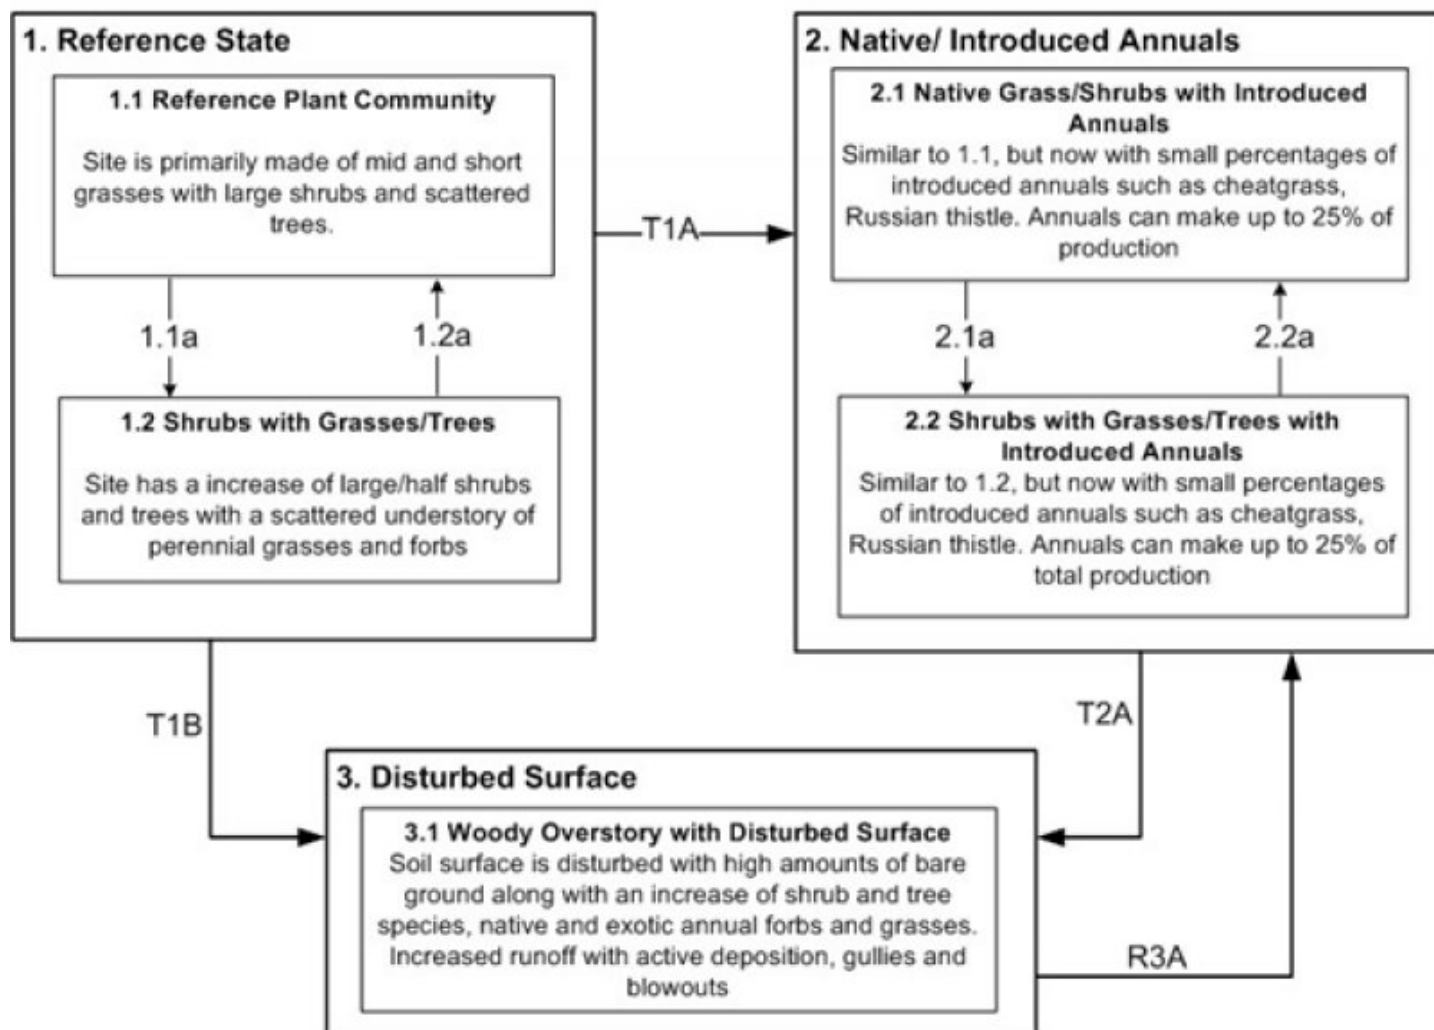 1. Reference State
1.1 Reference Plant Community
Site is primarily made of mid and short
grasses with large shrubs and scattered
trees.
1.1a
1.2a
1.2 Shrubs with Grasses/Trees
Site has a increase of large/half shrubs
and trees with a scattered understory of
perennial grasses and forbs
T1A
2. Native/ Introduced Annuals
2.1 Native Grass/Shrubs with Introduced
Annuals
Similar to 1.1, but now with small percentages of
introduced annuals such as cheatgrass,
Russian thistle. Annuals can make up to 25% of
production
2.1a
2.2a
2.2 Shrubs with Grasses/Trees with
Introduced Annuals
Similar to 1.2, but now with small percentages
of introduced annuals such as cheatgrass,
Russian thistle. Annuals can make up to 25% of
total production
T1B
T2A
3. Disturbed Surface
3.1 Woody Overstory with Disturbed Surface
Soil surface is disturbed with high amounts of bare
ground along with an increase of shrub and tree
species, native and exotic annual forbs and grasses.
Increased runoff with active deposition, gullies and
blowouts
R3A